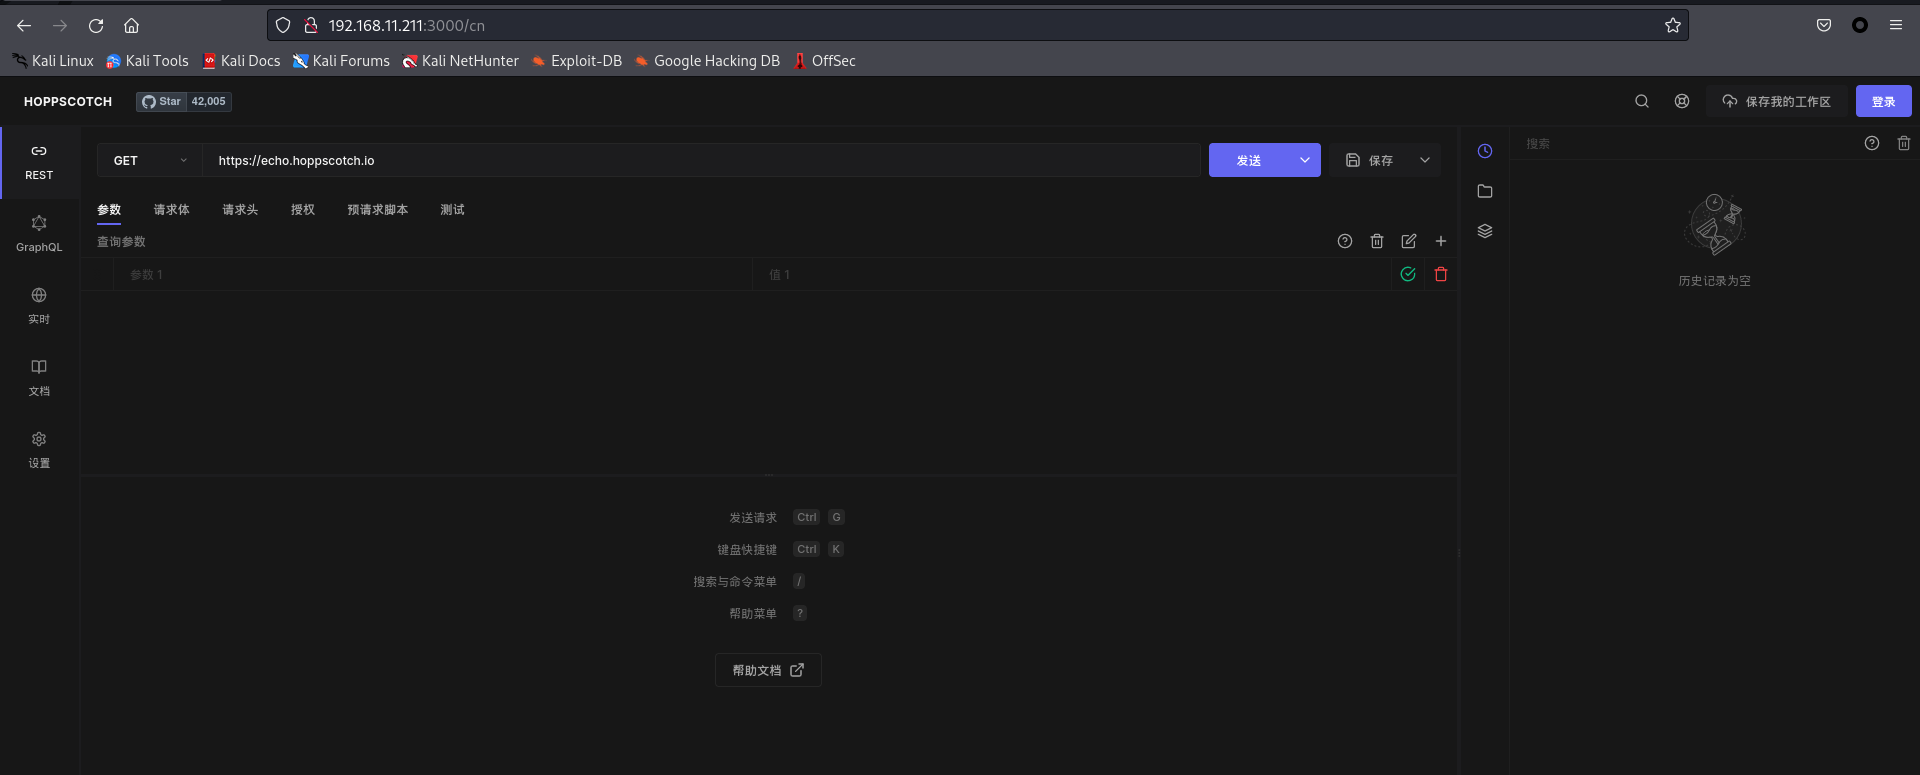 192.168.11.211:3000/cn
Kali Linux Kali Tools Kali Docs Kali Forums Kali NetHunter Exploit-DB Google Hacking DB OffSec
HOPPSCOTCH Star 42,005 保存我的工作区 登录
REST
GraphQL
实时
文档
设置
GET https://echo.hoppscotch.io 发送 保存
参数 请求体 请求头 授权 预请求脚本 测试
查询参数
参数 1 值 1
发送请求 Ctrl G
键盘快捷键 Ctrl K
搜索与命令菜单 /
帮助菜单 ?
帮助文档
搜索
历史记录为空